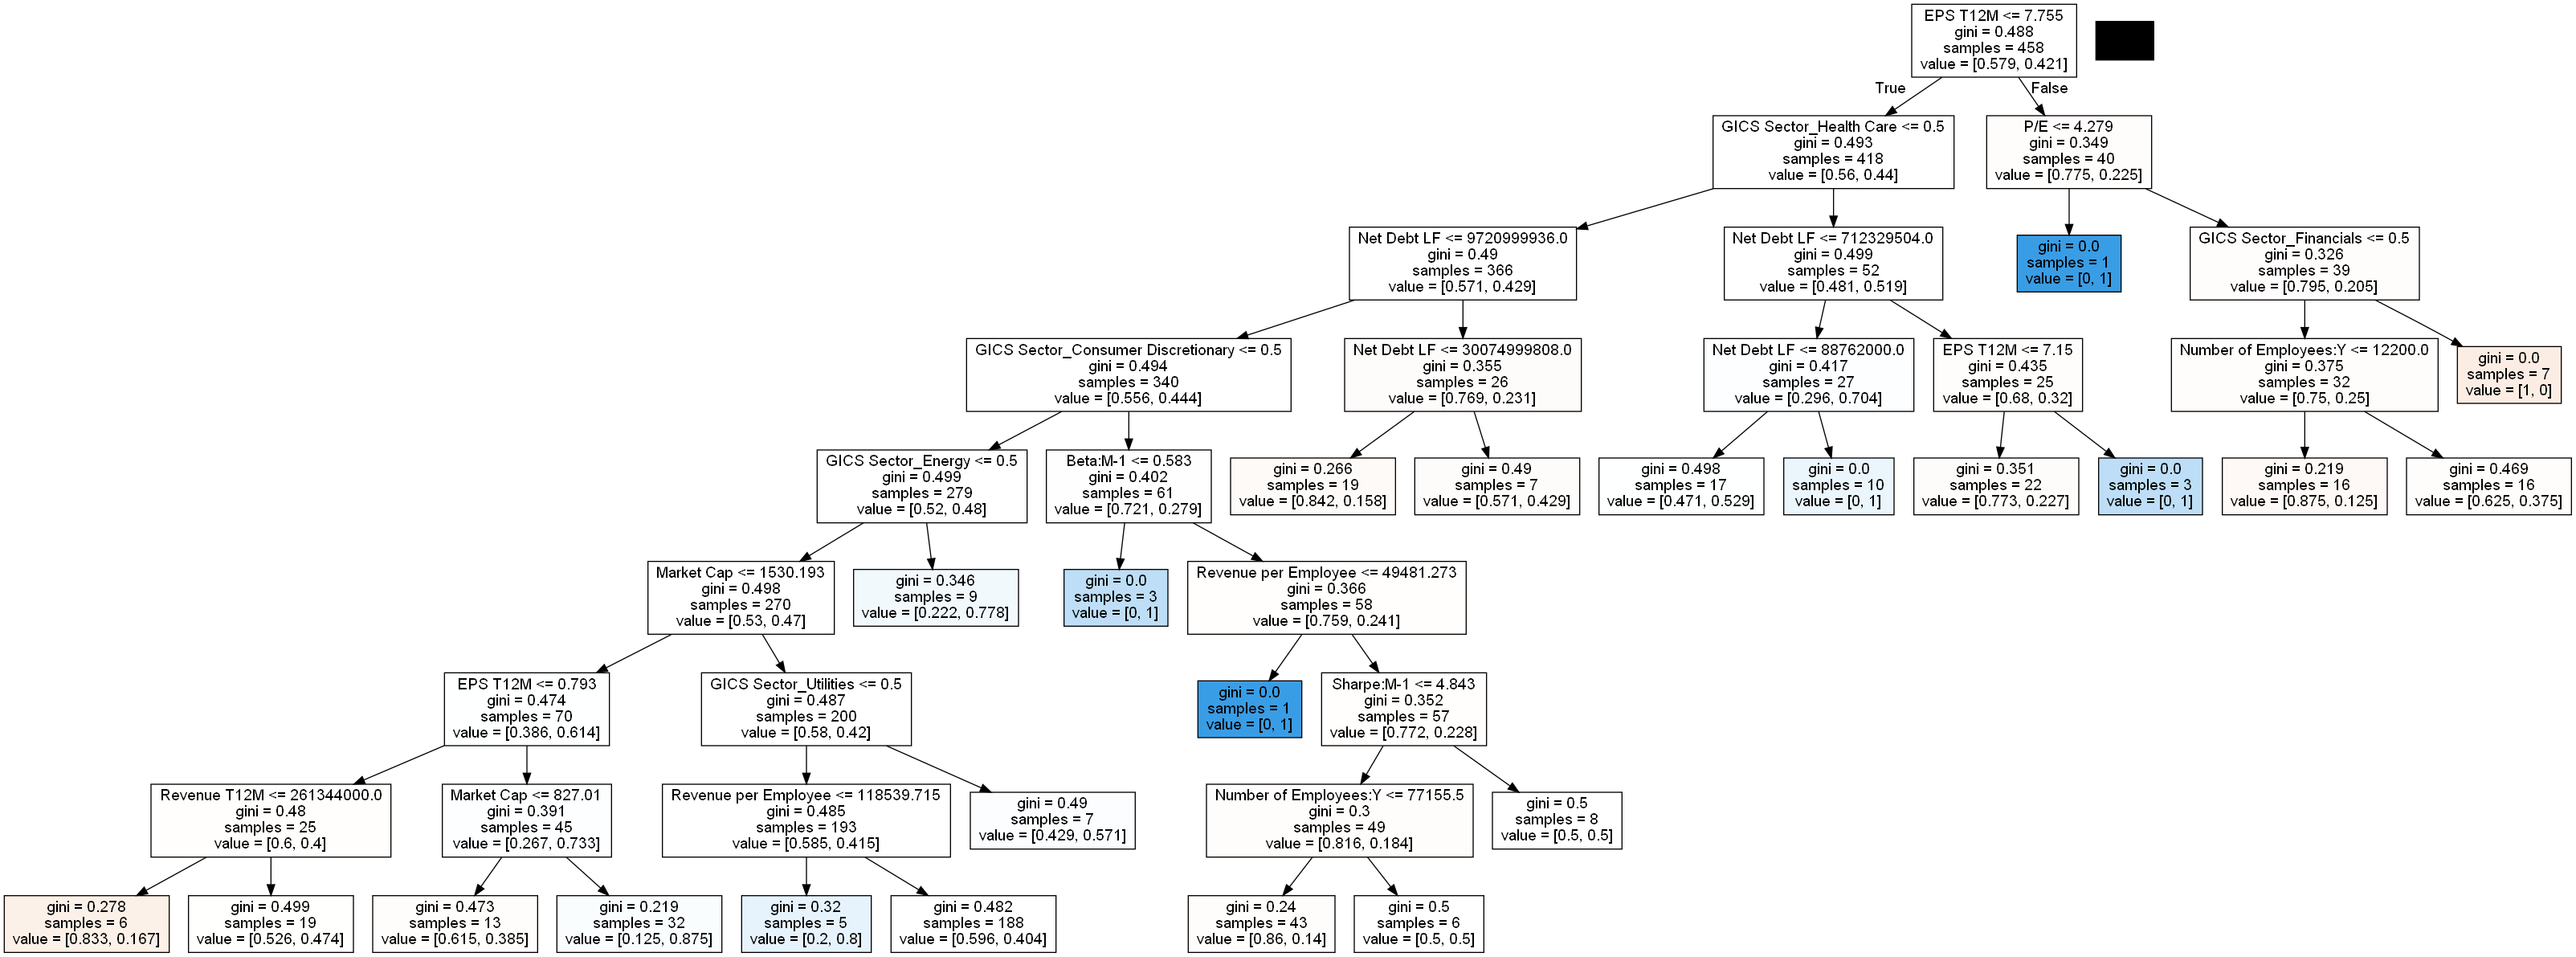 EPS T12M <= 7.755
gini = 0.488
samples = 458
value = [0.579, 0.421]
True
False
GICS Sector_Health Care <= 0.5
gini = 0.493
samples = 418
value = [0.56, 0.44]
P/E <= 4.279
gini = 0.349
samples = 40
value = [0.775, 0.225]
Net Debt LF <= 9720999936.0
gini = 0.49
samples = 366
value = [0.571, 0.429]
Net Debt LF <= 712329504.0
gini = 0.499
samples = 52
value = [0.481, 0.519]
gini = 0.0
samples = 1
value = [0, 1]
GICS Sector_Financials <= 0.5
gini = 0.326
samples = 39
value = [0.795, 0.205]
GICS Sector_Consumer Discretionary <= 0.5
gini = 0.494
samples = 340
value = [0.556, 0.444]
Net Debt LF <= 30074999808.0
gini = 0.355
samples = 26
value = [0.769, 0.231]
Net Debt LF <= 88762000.0
gini = 0.417
samples = 27
value = [0.296, 0.704]
EPS T12M <= 7.15
gini = 0.435
samples = 25
value = [0.68, 0.32]
Number of Employees:Y <= 12200.0
gini = 0.375
samples = 32
value = [0.75, 0.25]
gini = 0.0
samples = 7
value = [1, 0]
GICS Sector_Energy <= 0.5
gini = 0.499
samples = 279
value = [0.52, 0.48]
Beta:M-1 <= 0.583
gini = 0.402
samples = 61
value = [0.721, 0.279]
gini = 0.266
samples = 19
value = [0.842, 0.158]
gini = 0.49
samples = 7
value = [0.571, 0.429]
gini = 0.498
samples = 17
value = [0.471, 0.529]
gini = 0.0
samples = 10
value = [0, 1]
gini = 0.351
samples = 22
value = [0.773, 0.227]
gini = 0.0
samples = 3
value = [0, 1]
gini = 0.219
samples = 16
value = [0.875, 0.125]
gini = 0.469
samples = 16
value = [0.625, 0.375]
Market Cap <= 1530.193
gini = 0.498
samples = 270
value = [0.53, 0.47]
gini = 0.346
samples = 9
value = [0.222, 0.778]
gini = 0.0
samples = 3
value = [0, 1]
Revenue per Employee <= 49481.273
gini = 0.366
samples = 58
value = [0.759, 0.241]
EPS T12M <= 0.793
gini = 0.474
samples = 70
value = [0.386, 0.614]
GICS Sector_Utilities <= 0.5
gini = 0.487
samples = 200
value = [0.58, 0.42]
gini = 0.0
samples = 1
value = [0, 1]
Sharpe:M-1 <= 4.843
gini = 0.352
samples = 57
value = [0.772, 0.228]
Revenue T12M <= 261344000.0
gini = 0.48
samples = 25
value = [0.6, 0.4]
Market Cap <= 827.01
gini = 0.391
samples = 45
value = [0.267, 0.733]
Revenue per Employee <= 118539.715
gini = 0.485
samples = 193
value = [0.585, 0.415]
gini = 0.49
samples = 7
value = [0.429, 0.571]
Number of Employees:Y <= 77155.5
gini = 0.3
samples = 49
value = [0.816, 0.184]
gini = 0.5
samples = 8
value = [0.5, 0.5]
gini = 0.278
samples = 6
value = [0.833, 0.167]
gini = 0.499
samples = 19
value = [0.526, 0.474]
gini = 0.473
samples = 13
value = [0.615, 0.385]
gini = 0.219
samples = 32
value = [0.125, 0.875]
gini = 0.32
samples = 5
value = [0.2, 0.8]
gini = 0.482
samples = 188
value = [0.596, 0.404]
gini = 0.24
samples = 43
value = [0.86, 0.14]
gini = 0.5
samples = 6
value = [0.5, 0.5]